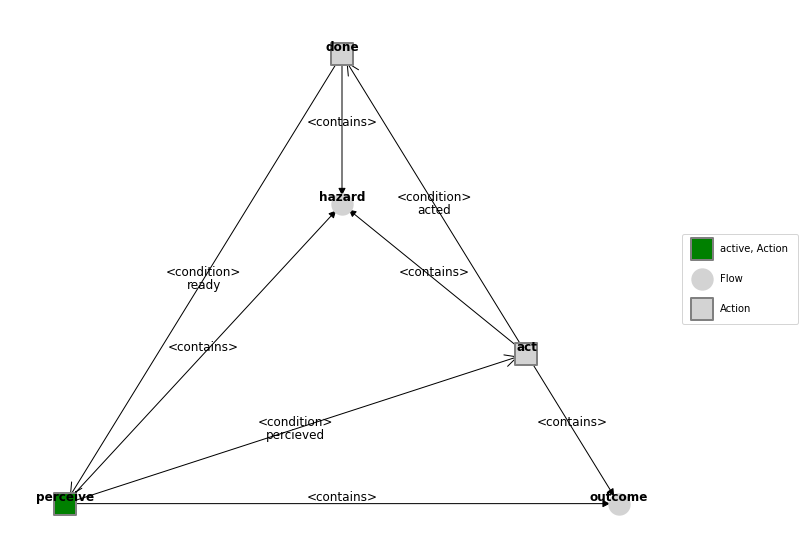 done
<contains>
hazard
<condition>
acted
<condition>
ready
<contains>
<contains>
act
<condition>
percieved
<contains>
perceive
<contains>
outcome
active, Action
Flow
Action